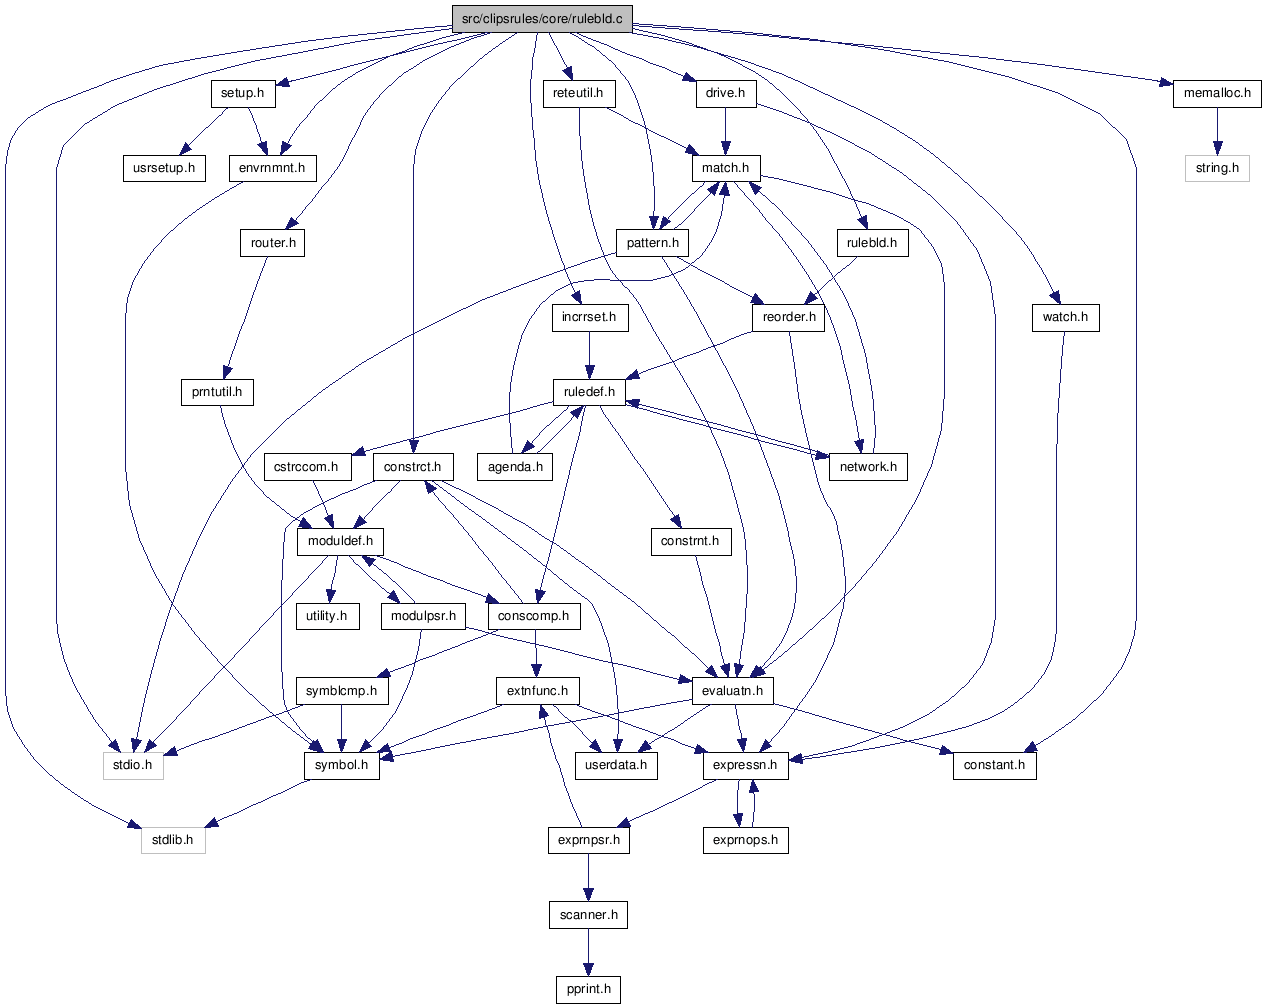 src/clipsrules/core/rulebld.c
setup.h
reteutil.h
drive.h
memalloc.h
usrsetup.h
envrnmnt.h
match.h
string.h
router.h
pattern.h
rulebld.h
incrrset.h
reorder.h
watch.h
prntutil.h
ruledef.h
cstrccom.h
constrct.h
agenda.h
network.h
moduldef.h
constrnt.h
utility.h
modulpsr.h
conscomp.h
symblcmp.h
extnfunc.h
evaluatn.h
stdio.h
symbol.h
userdata.h
expressn.h
constant.h
stdlib.h
exprnpsr.h
exprnops.h
scanner.h
pprint.h